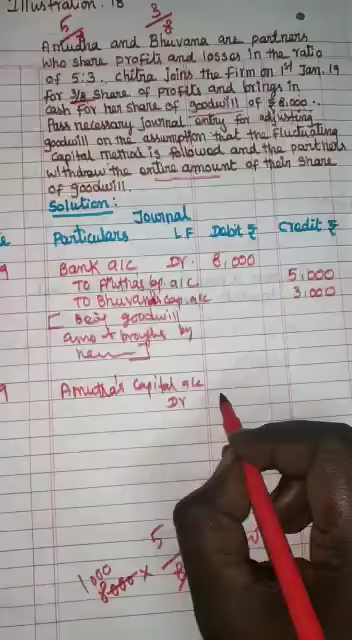 Illustration. 18
5 3/8
Amudha and Bhuvana are partners
who share profits and losses in the ratio
of 5:3. Chitra joins the firm on 1st Jan. 19
for 3/8 share of profits and brings in
cash for her share of goodwill of ₹ 8,000.
Pass necessary journal entry for adjusting
goodwill on the assumption that the fluctuating
capital method is followed and the partners
withdraw the entire amount of their share
of goodwill.
Solution:
Journal
Particulars LF Debit ₹ Credit ₹
Bank a/c Dr. 8,000
To cap. a/c 5,000
To Bhuvana's cap. a/c 3,000
[Being goodwill
by
new
Amudha's Capital a/c
Dr
1000
8000 × 5/8